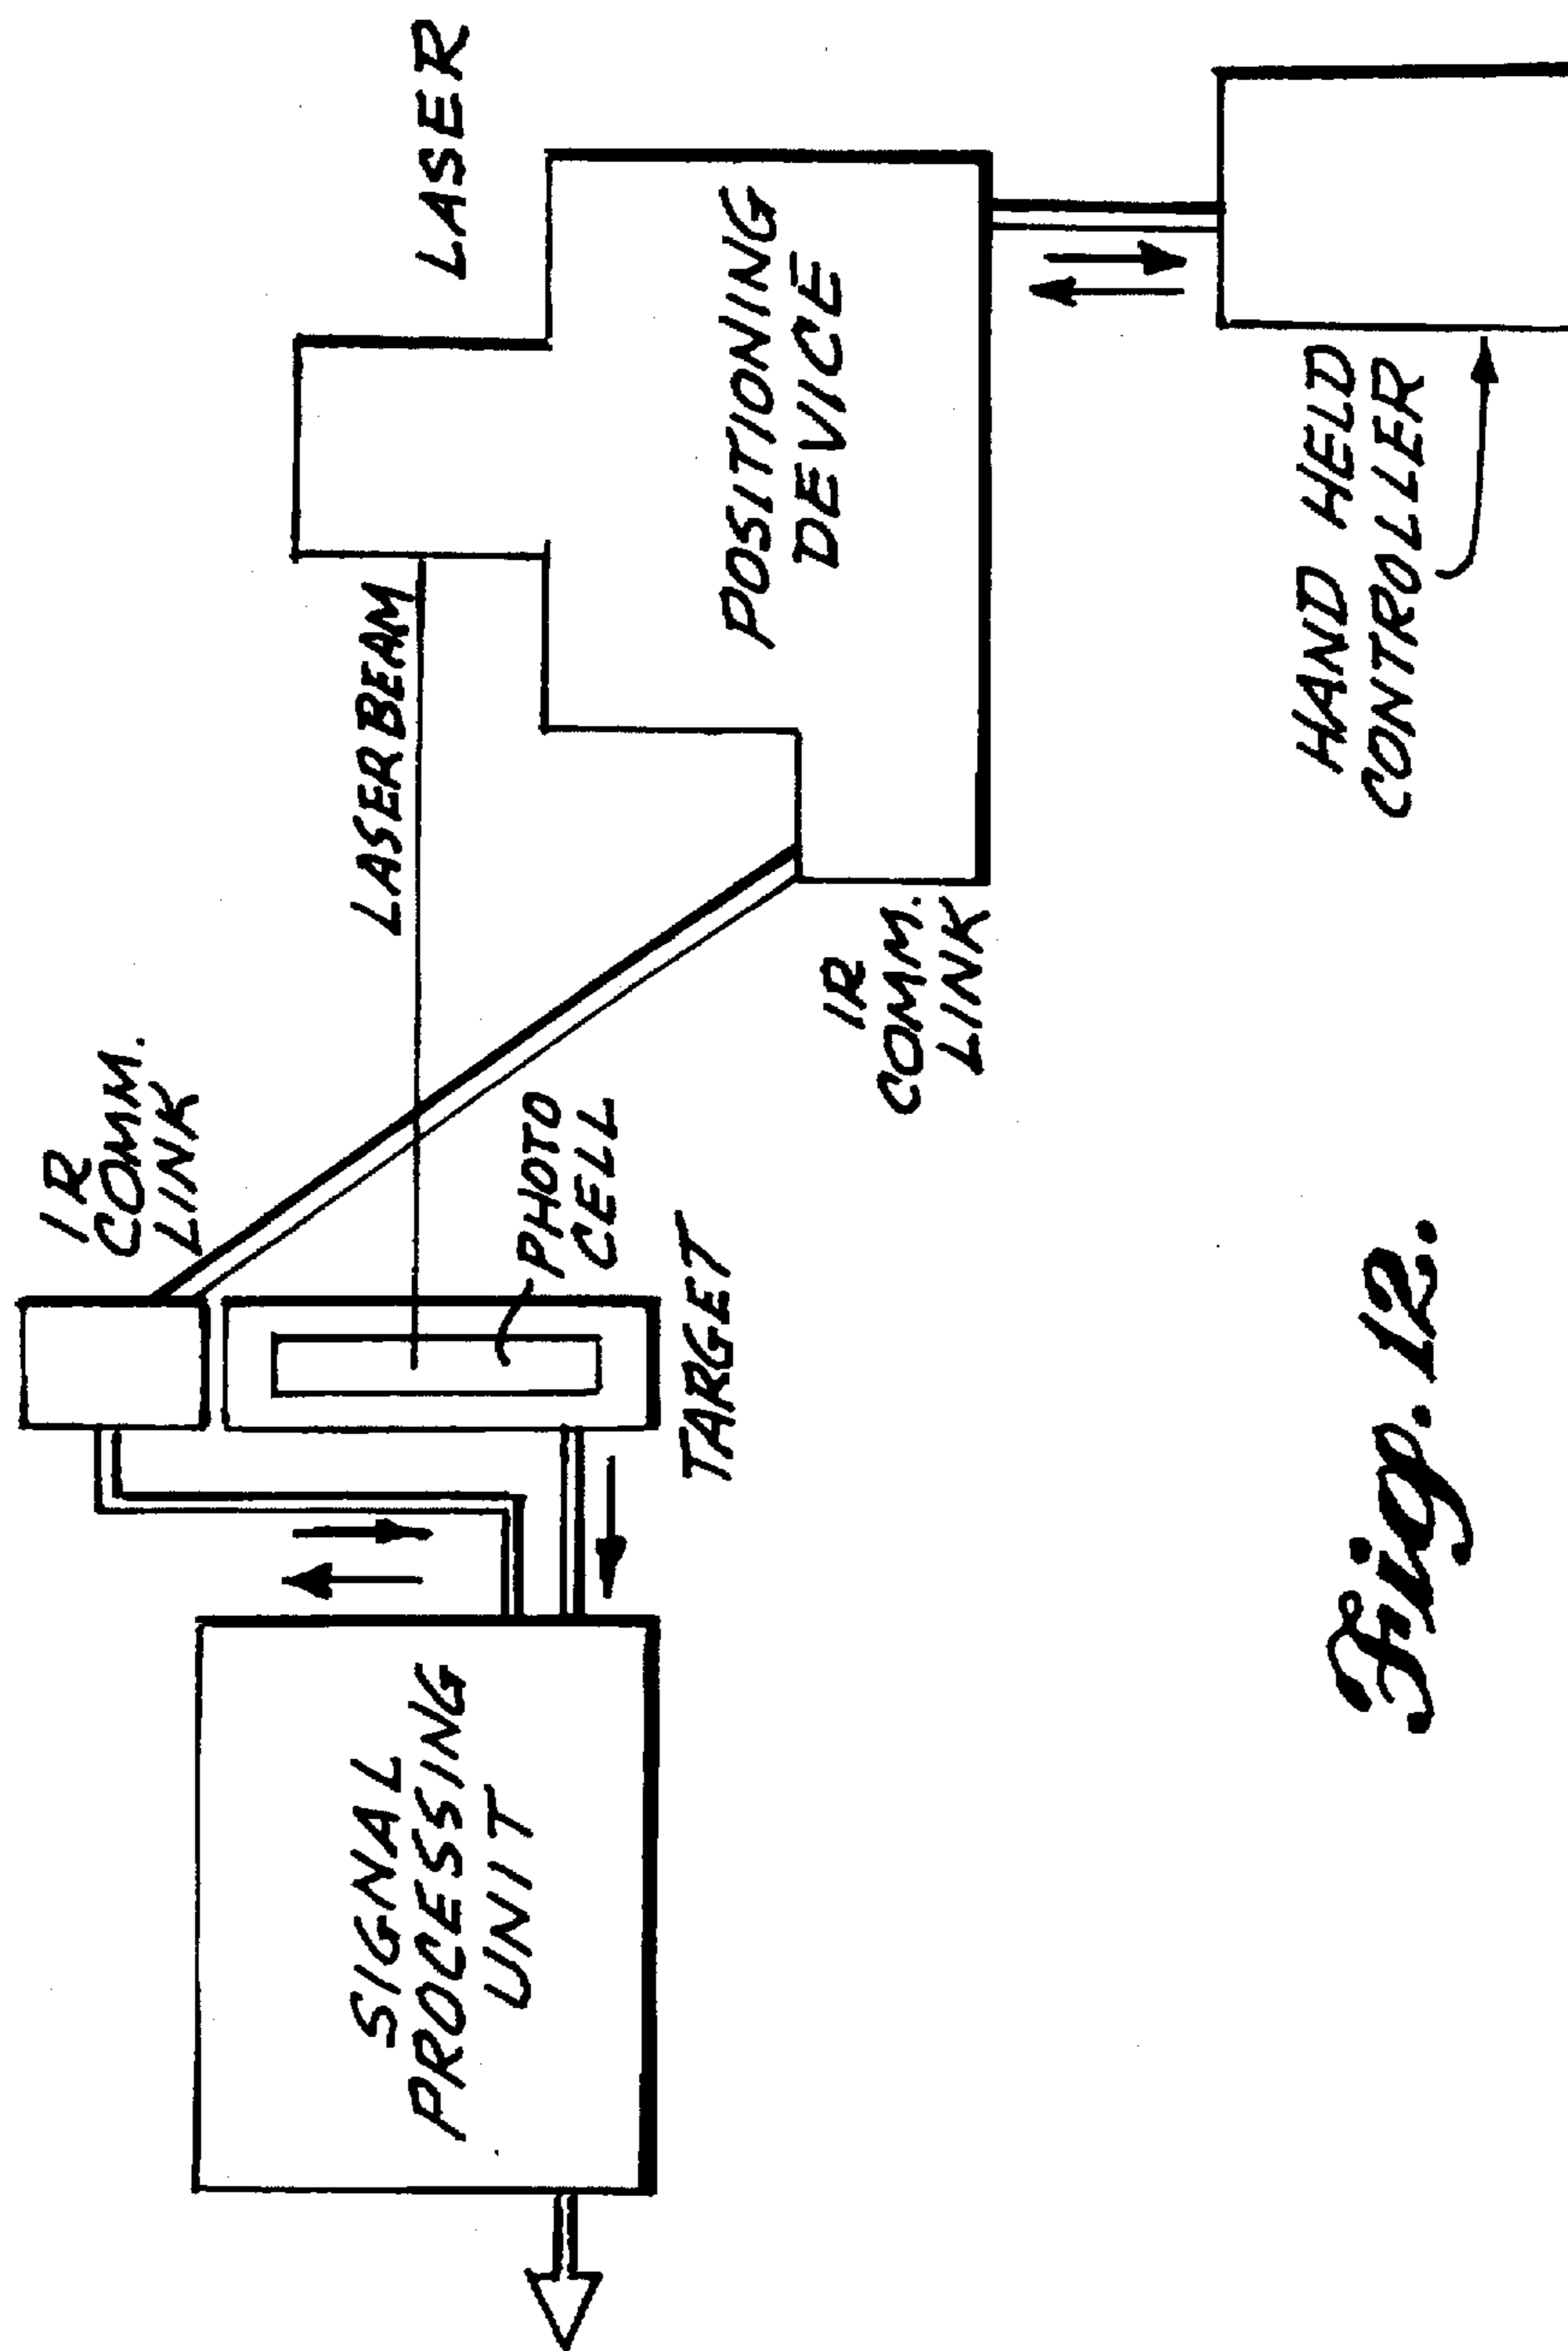 IR
COMM.
LINK
LASER
LASER BEAM
SIGNAL
PROCESSING
UNIT
PHOTO
CELL
TARGET
POSITIONING
DEVICE
IR
COMM.
LINK
HAND HELD
CONTROLLER
Fig. 12.